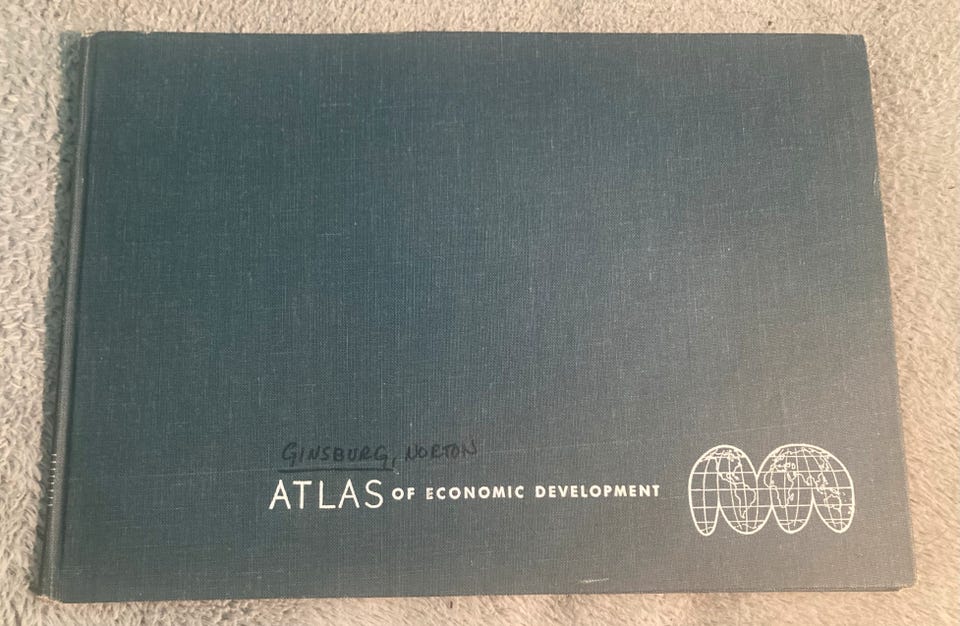 GINSBURG, NORTON
ATLAS OF ECONOMIC DEVELOPMENT